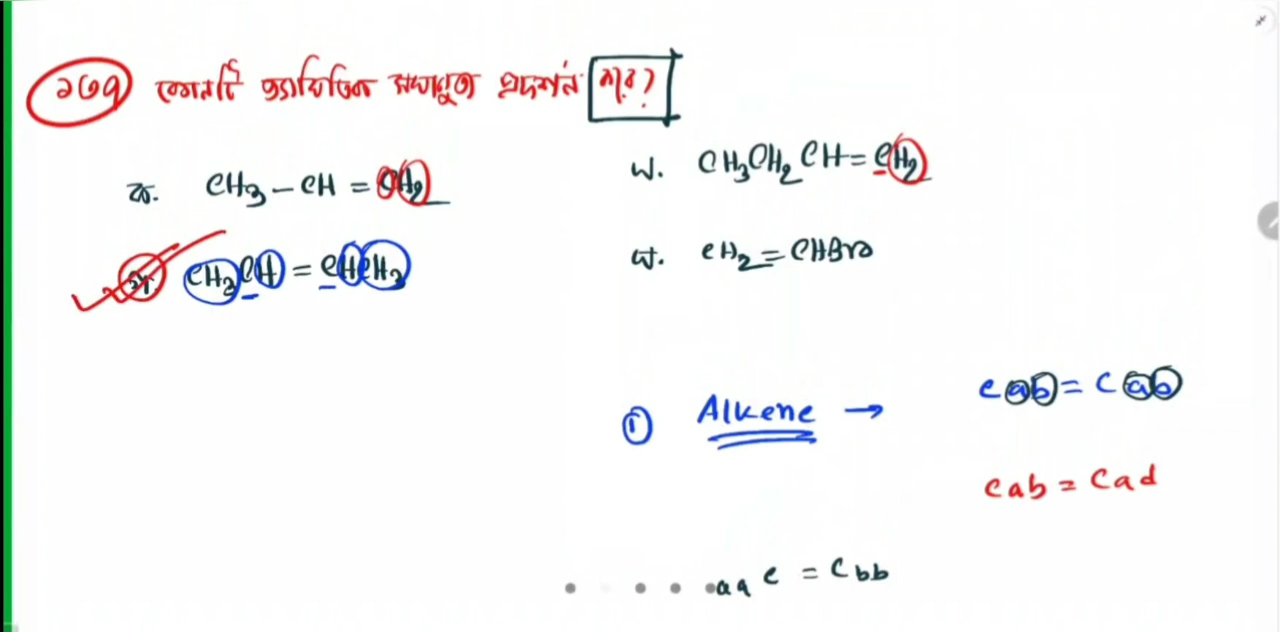 ১৩৭ কোনটি জ্যামিতিক সমাণুতা প্রদর্শন করে?
ক. CH3 – CH = CH2
খ. CH3CH2CH = CH2
গ. CH3CH = CHCH3
ঘ. CH2 = CHBr
① Alkene →
Cab = Cab
Cab = Cad
aaC = Cbb